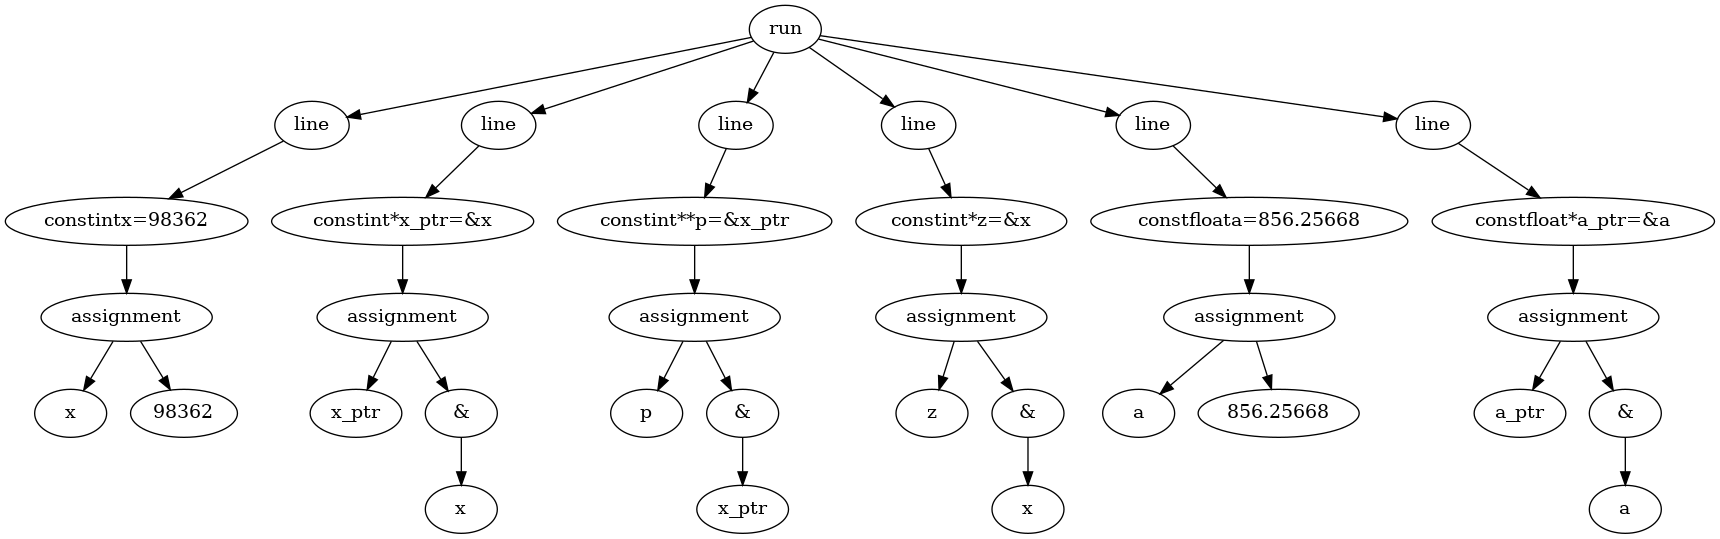 run
line line line line line line
constintx=98362 constint*x_ptr=&x constint**p=&x_ptr constint*z=&x constfloata=856.25668 constfloat*a_ptr=&a
assignment assignment assignment assignment assignment assignment
x 98362 x_ptr & p & z & a 856.25668 a_ptr &
x x_ptr x a